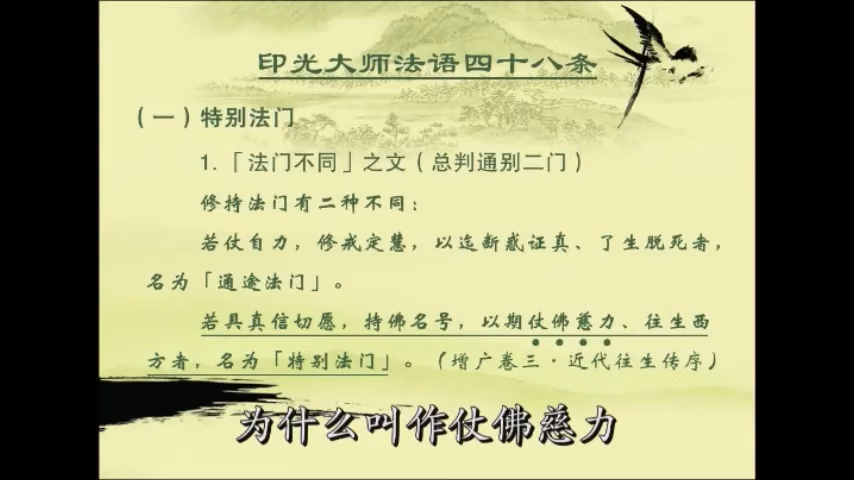 印光大师法语四十八条
（一）特别法门
1.「法门不同」之文（总判通别二门）
修持法门有二种不同：
若仗自力，修戒定慧，以迄断惑证真、了生脱死者，
名为「通途法门」。
若具真信切愿，持佛名号，以期仗佛慈力、往生西
方者，名为「特别法门」。（增广卷三·近代往生传序）
为什么叫作仗佛慈力